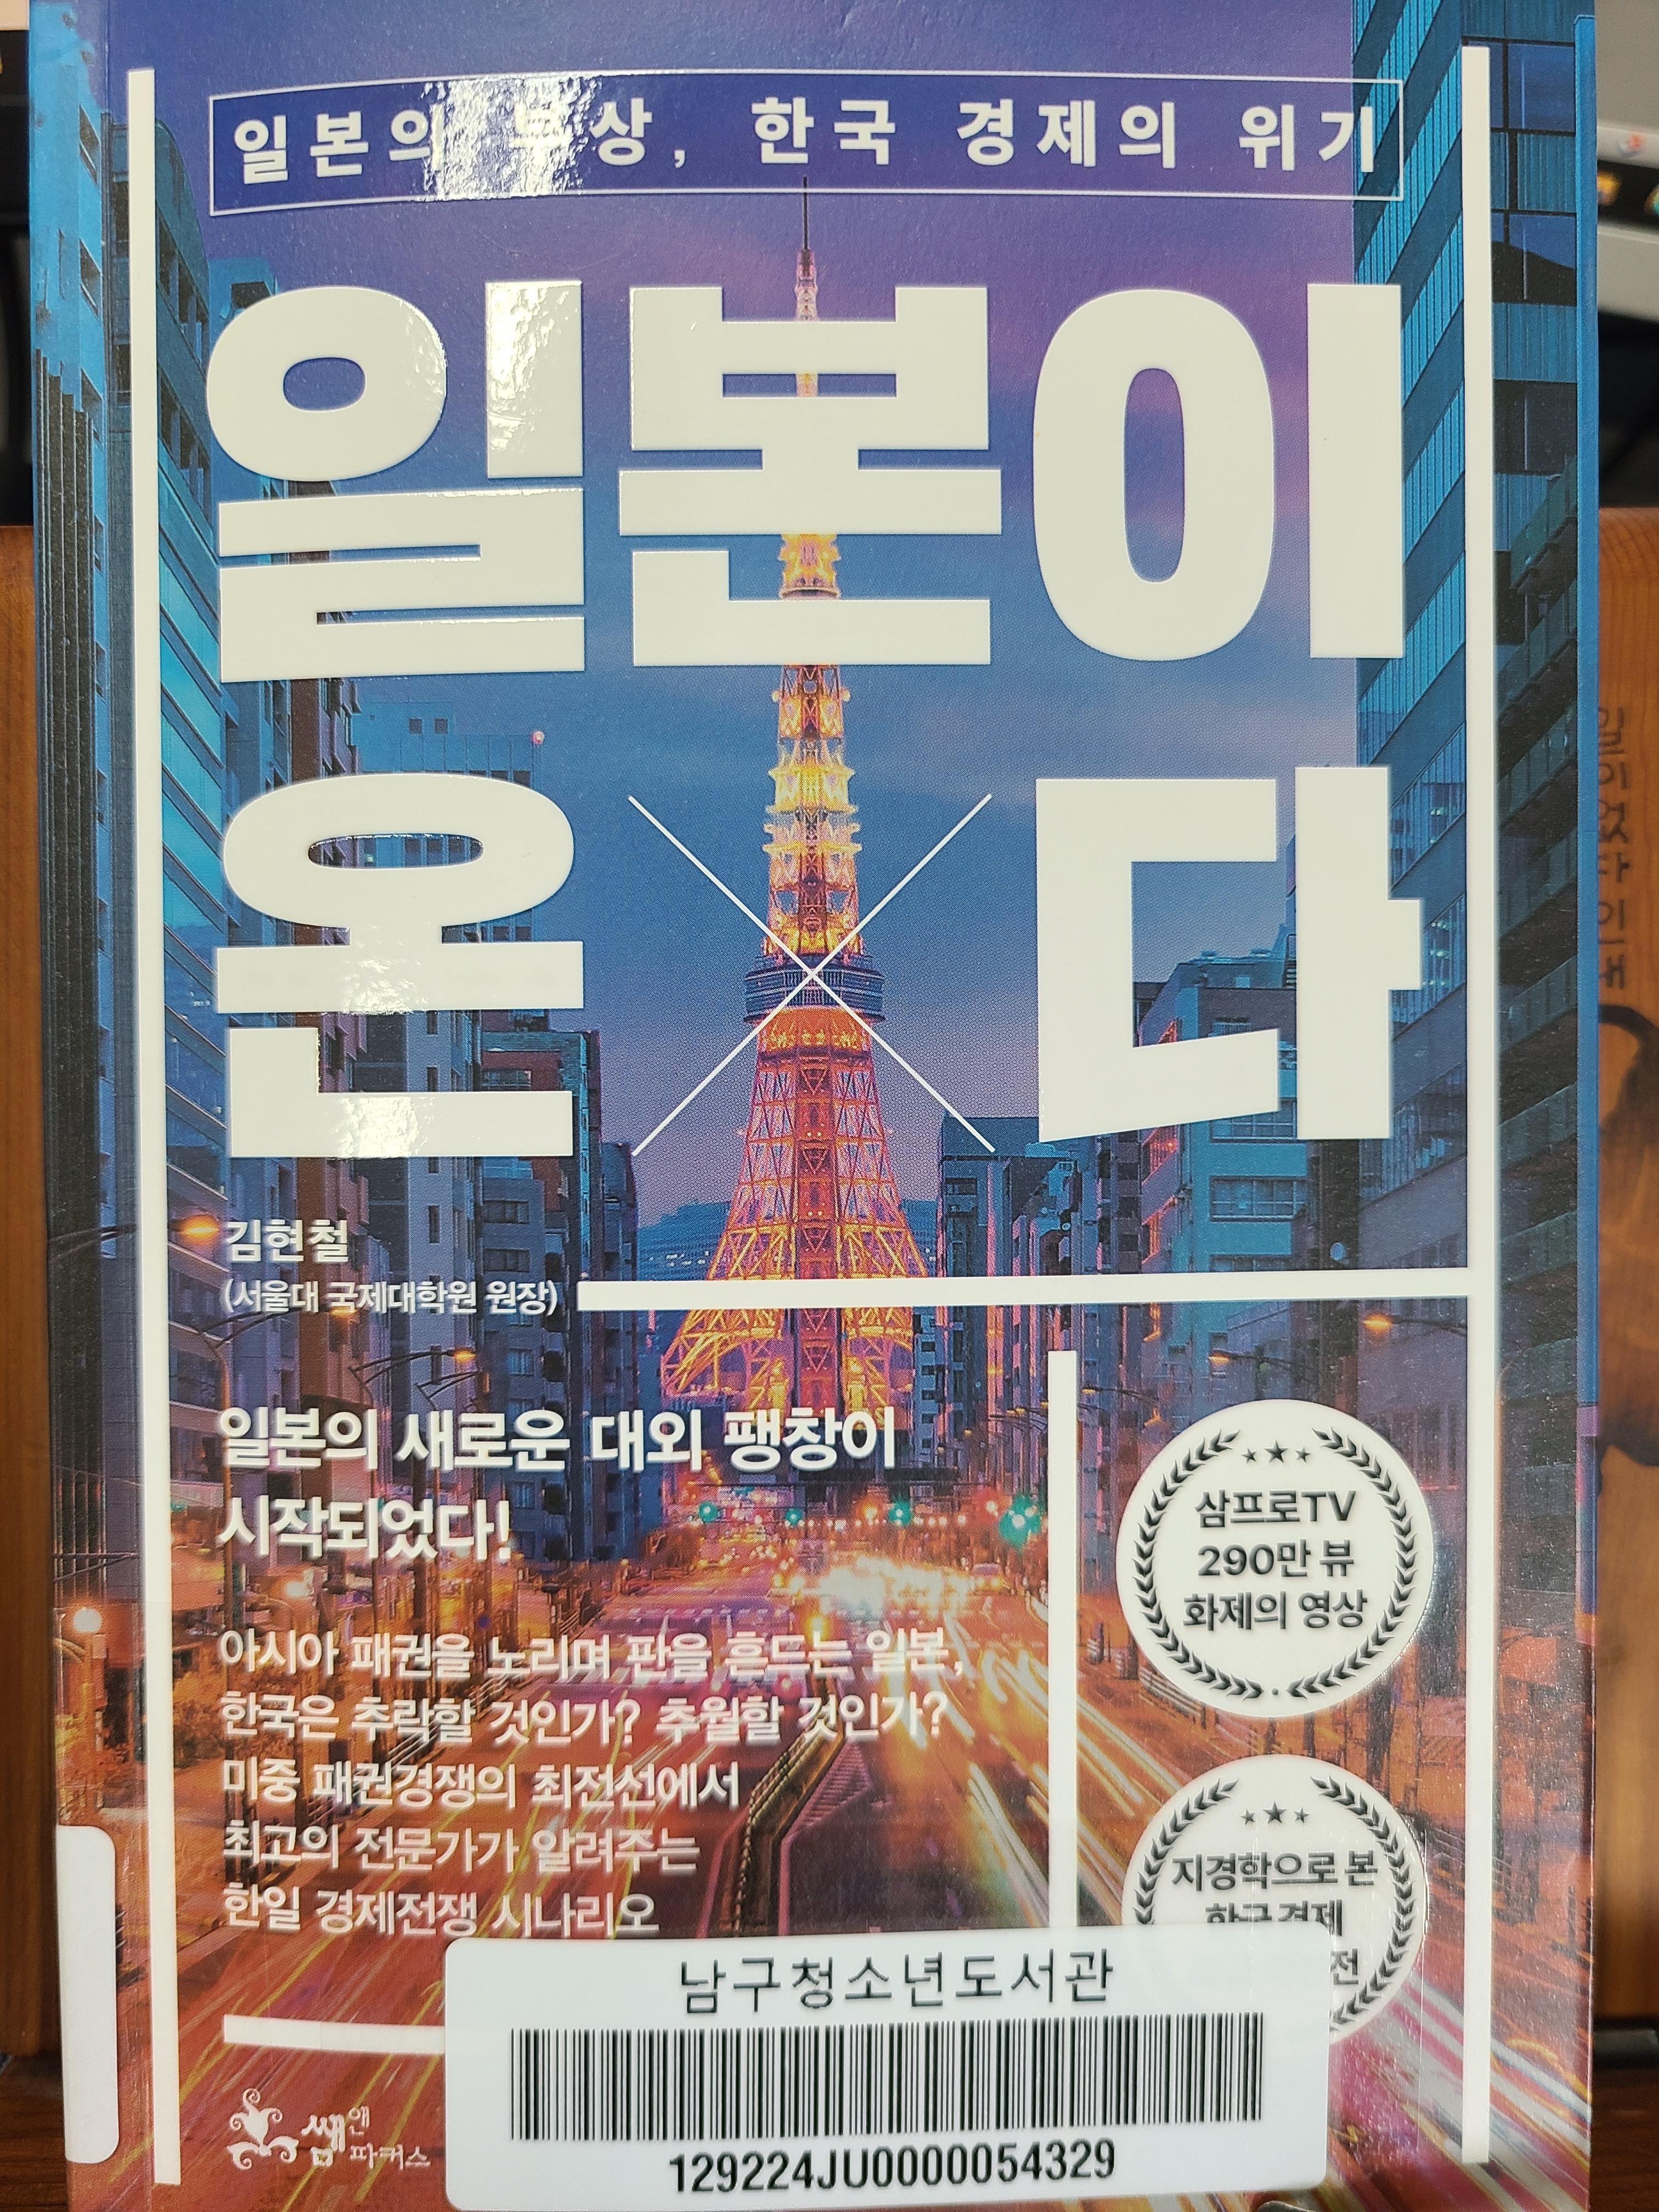 일본의 부상, 한국 경제의 위기
일본이
온다
김현철
(서울대 국제대학원 원장)
일본의 새로운 대외 팽창이
시작되었다!
아시아 패권을 노리며 판을 흔드는 일본,
한국은 추락할 것인가? 추월할 것인가?
미중 패권경쟁의 최전선에서
최고의 전문가가 알려주는
한일 경제전쟁 시나리오
삼프로TV
290만 뷰
화제의 영상
지경학으로 본
한국경제
남구청소년도서관
129224JU0000054329
쌤앤파커스